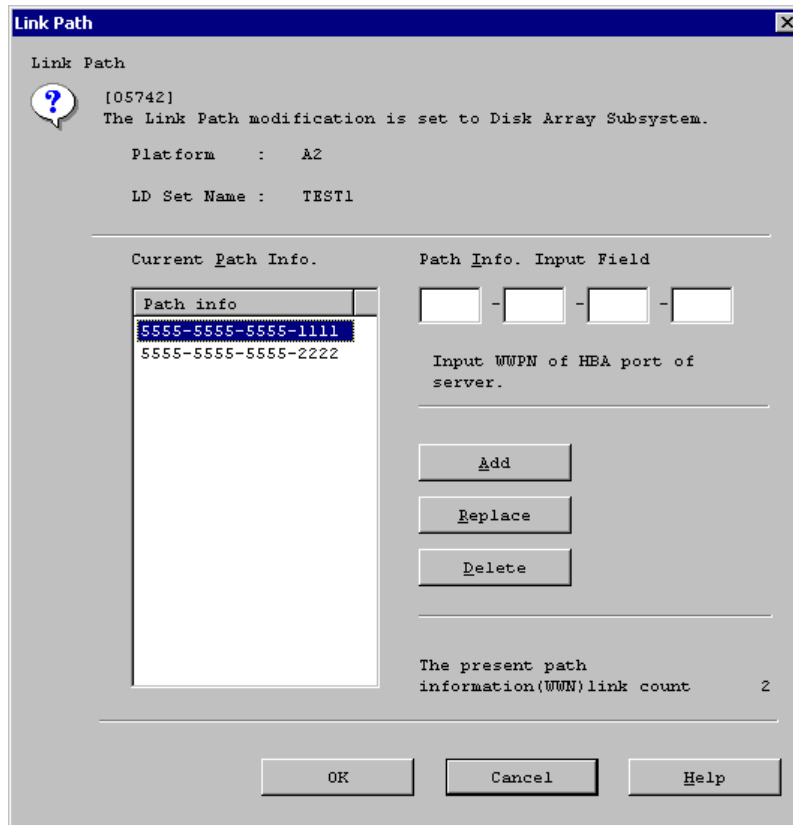 Link Path
Link Path
?
[05742]
The Link Path modification is set to Disk Array Subsystem.
Platform : A2
LD Set Name : TEST1
Current Path Info.
Path info
5555-5555-5555-1111
5555-5555-5555-2222
Path Info. Input Field
- - -
Input WWPN of HBA port of
server.
Add
Replace
Delete
The present path
information(WWN)link count 2
OK Cancel Help